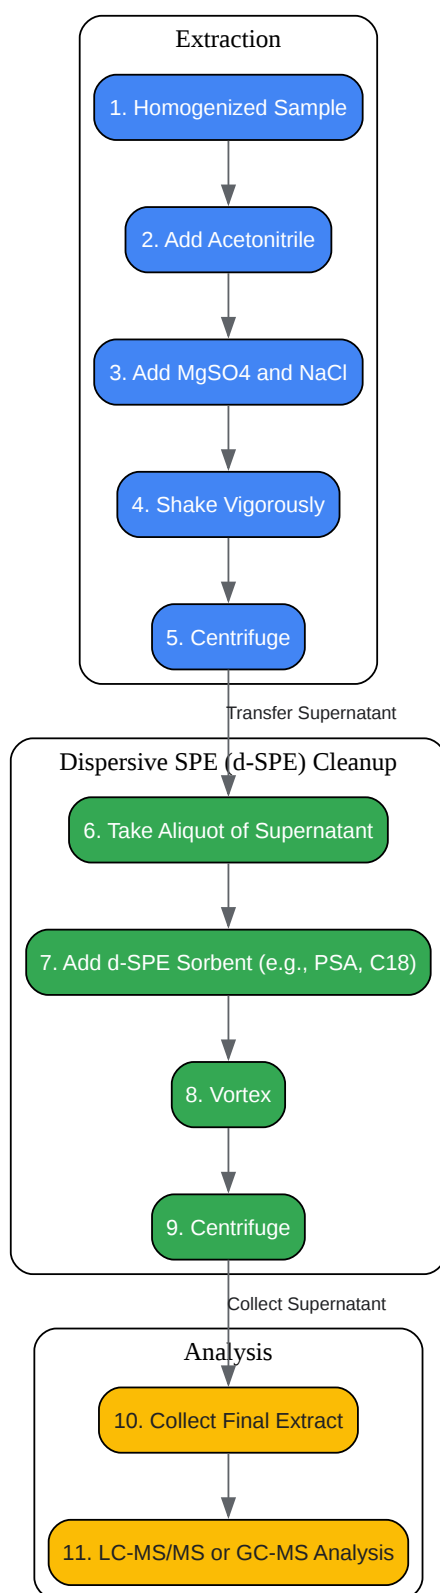 Extraction
1. Homogenized Sample
2. Add Acetonitrile
3. Add MgSO4 and NaCl
4. Shake Vigorously
5. Centrifuge
Transfer Supernatant
Dispersive SPE (d-SPE) Cleanup
6. Take Aliquot of Supernatant
7. Add d-SPE Sorbent (e.g., PSA, C18)
8. Vortex
9. Centrifuge
Collect Supernatant
Analysis
10. Collect Final Extract
11. LC-MS/MS or GC-MS Analysis